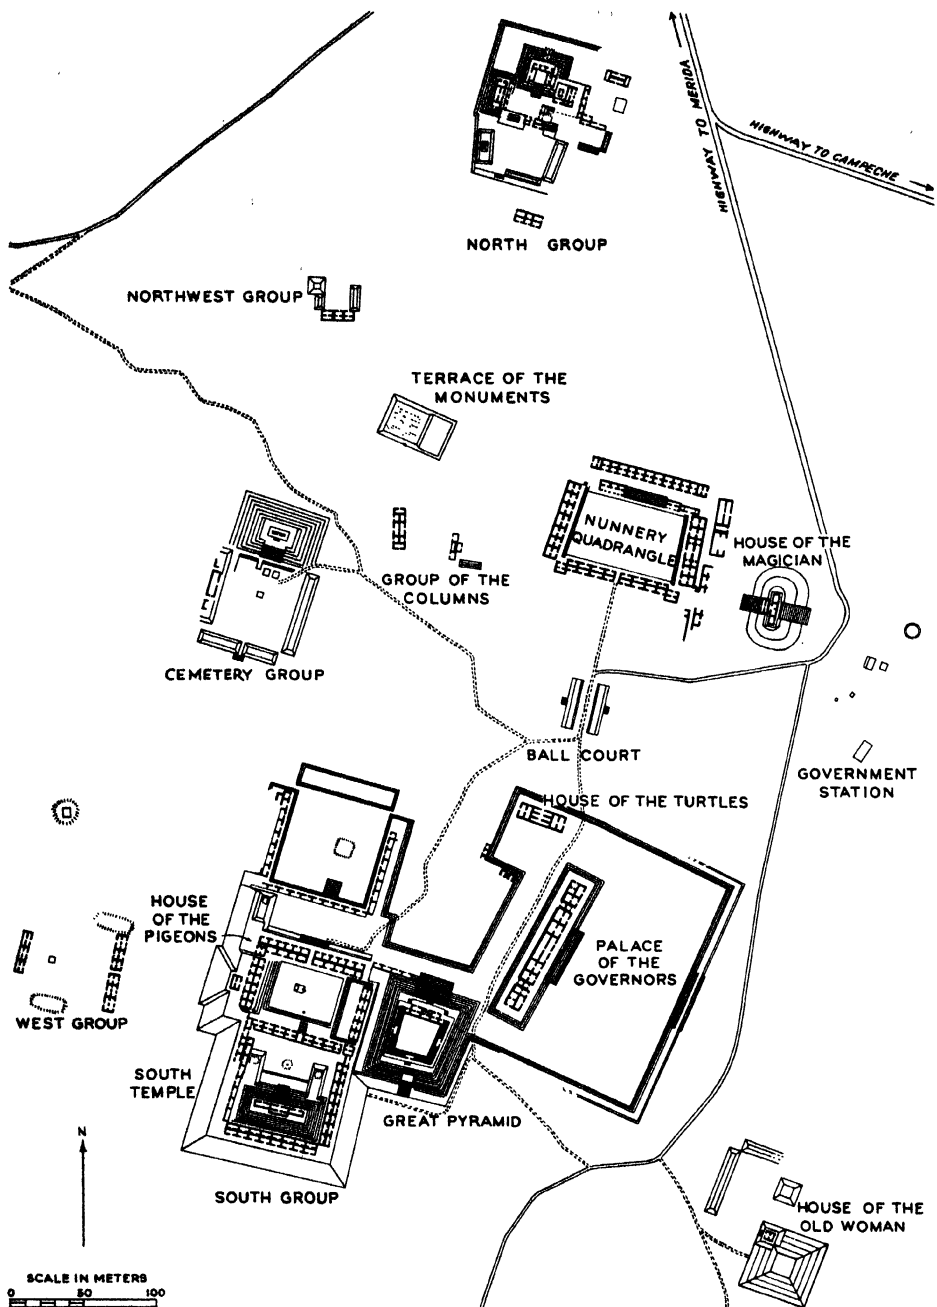 HIGHWAY TO MERIDA
HIGHWAY TO CAMPECHE
NORTH GROUP
NORTHWEST GROUP
TERRACE OF THE
MONUMENTS
NUNNERY
QUADRANGLE
HOUSE OF THE
MAGICIAN
GROUP OF THE
COLUMNS
CEMETERY GROUP
BALL COURT
GOVERNMENT
STATION
HOUSE OF THE TURTLES
HOUSE
OF THE
PIGEONS
PALACE
OF THE
GOVERNORS
WEST GROUP
SOUTH
TEMPLE
GREAT PYRAMID
SOUTH GROUP
HOUSE OF THE
OLD WOMAN
N
SCALE IN METERS
0 50 100